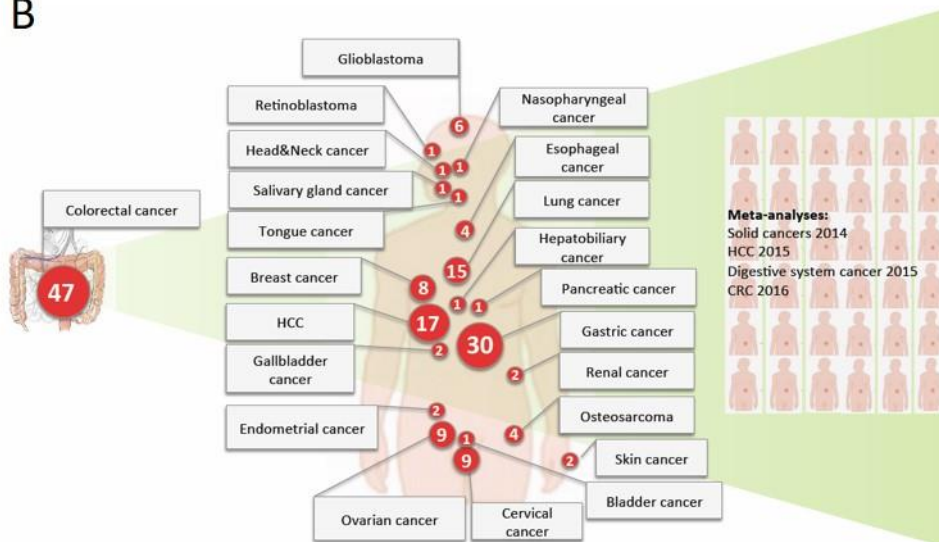 B
Glioblastoma
Retinoblastoma
Nasopharyngeal
cancer
6
1
1
Head&Neck cancer
Esophageal
cancer
1
Salivary gland cancer
1
1
Colorectal cancer
Lung cancer
Tongue cancer
4
Hepatobiliary
cancer
Breast cancer
15
47
8
Pancreatic cancer
1
1
HCC
17
Gastric cancer
30
Gallbladder
cancer
2
Renal cancer
2
Osteosarcoma
2
Endometrial cancer
9
1
4
Skin cancer
2
9
Bladder cancer
Ovarian cancer
Cervical
cancer
Meta-analyses:
Solid cancers 2014
HCC 2015
Digestive system cancer 2015
CRC 2016